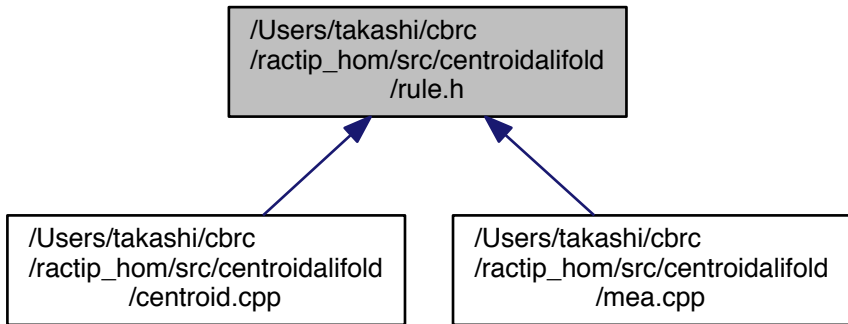 /Users/takashi/cbrc
/ractip_hom/src/centroidalifold
/rule.h
/Users/takashi/cbrc
/ractip_hom/src/centroidalifold
/centroid.cpp
/Users/takashi/cbrc
/ractip_hom/src/centroidalifold
/mea.cpp